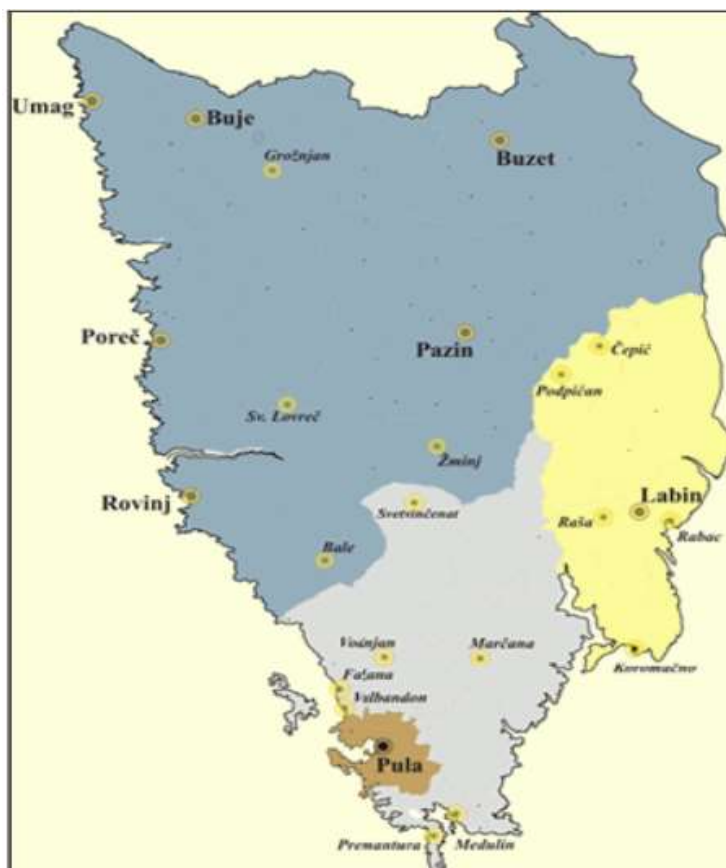 Umag
Buje
Grožnjan
Buzet
Poreč
Pazin
Čepić
Podpićan
Sv. Lovreč
Žminj
Rovinj
Svetvinčenat
Labin
Raša
Rabac
Bale
Vodnjan
Marčana
Koromačno
Fažana
Valbandon
Pula
Premantura
Medulin